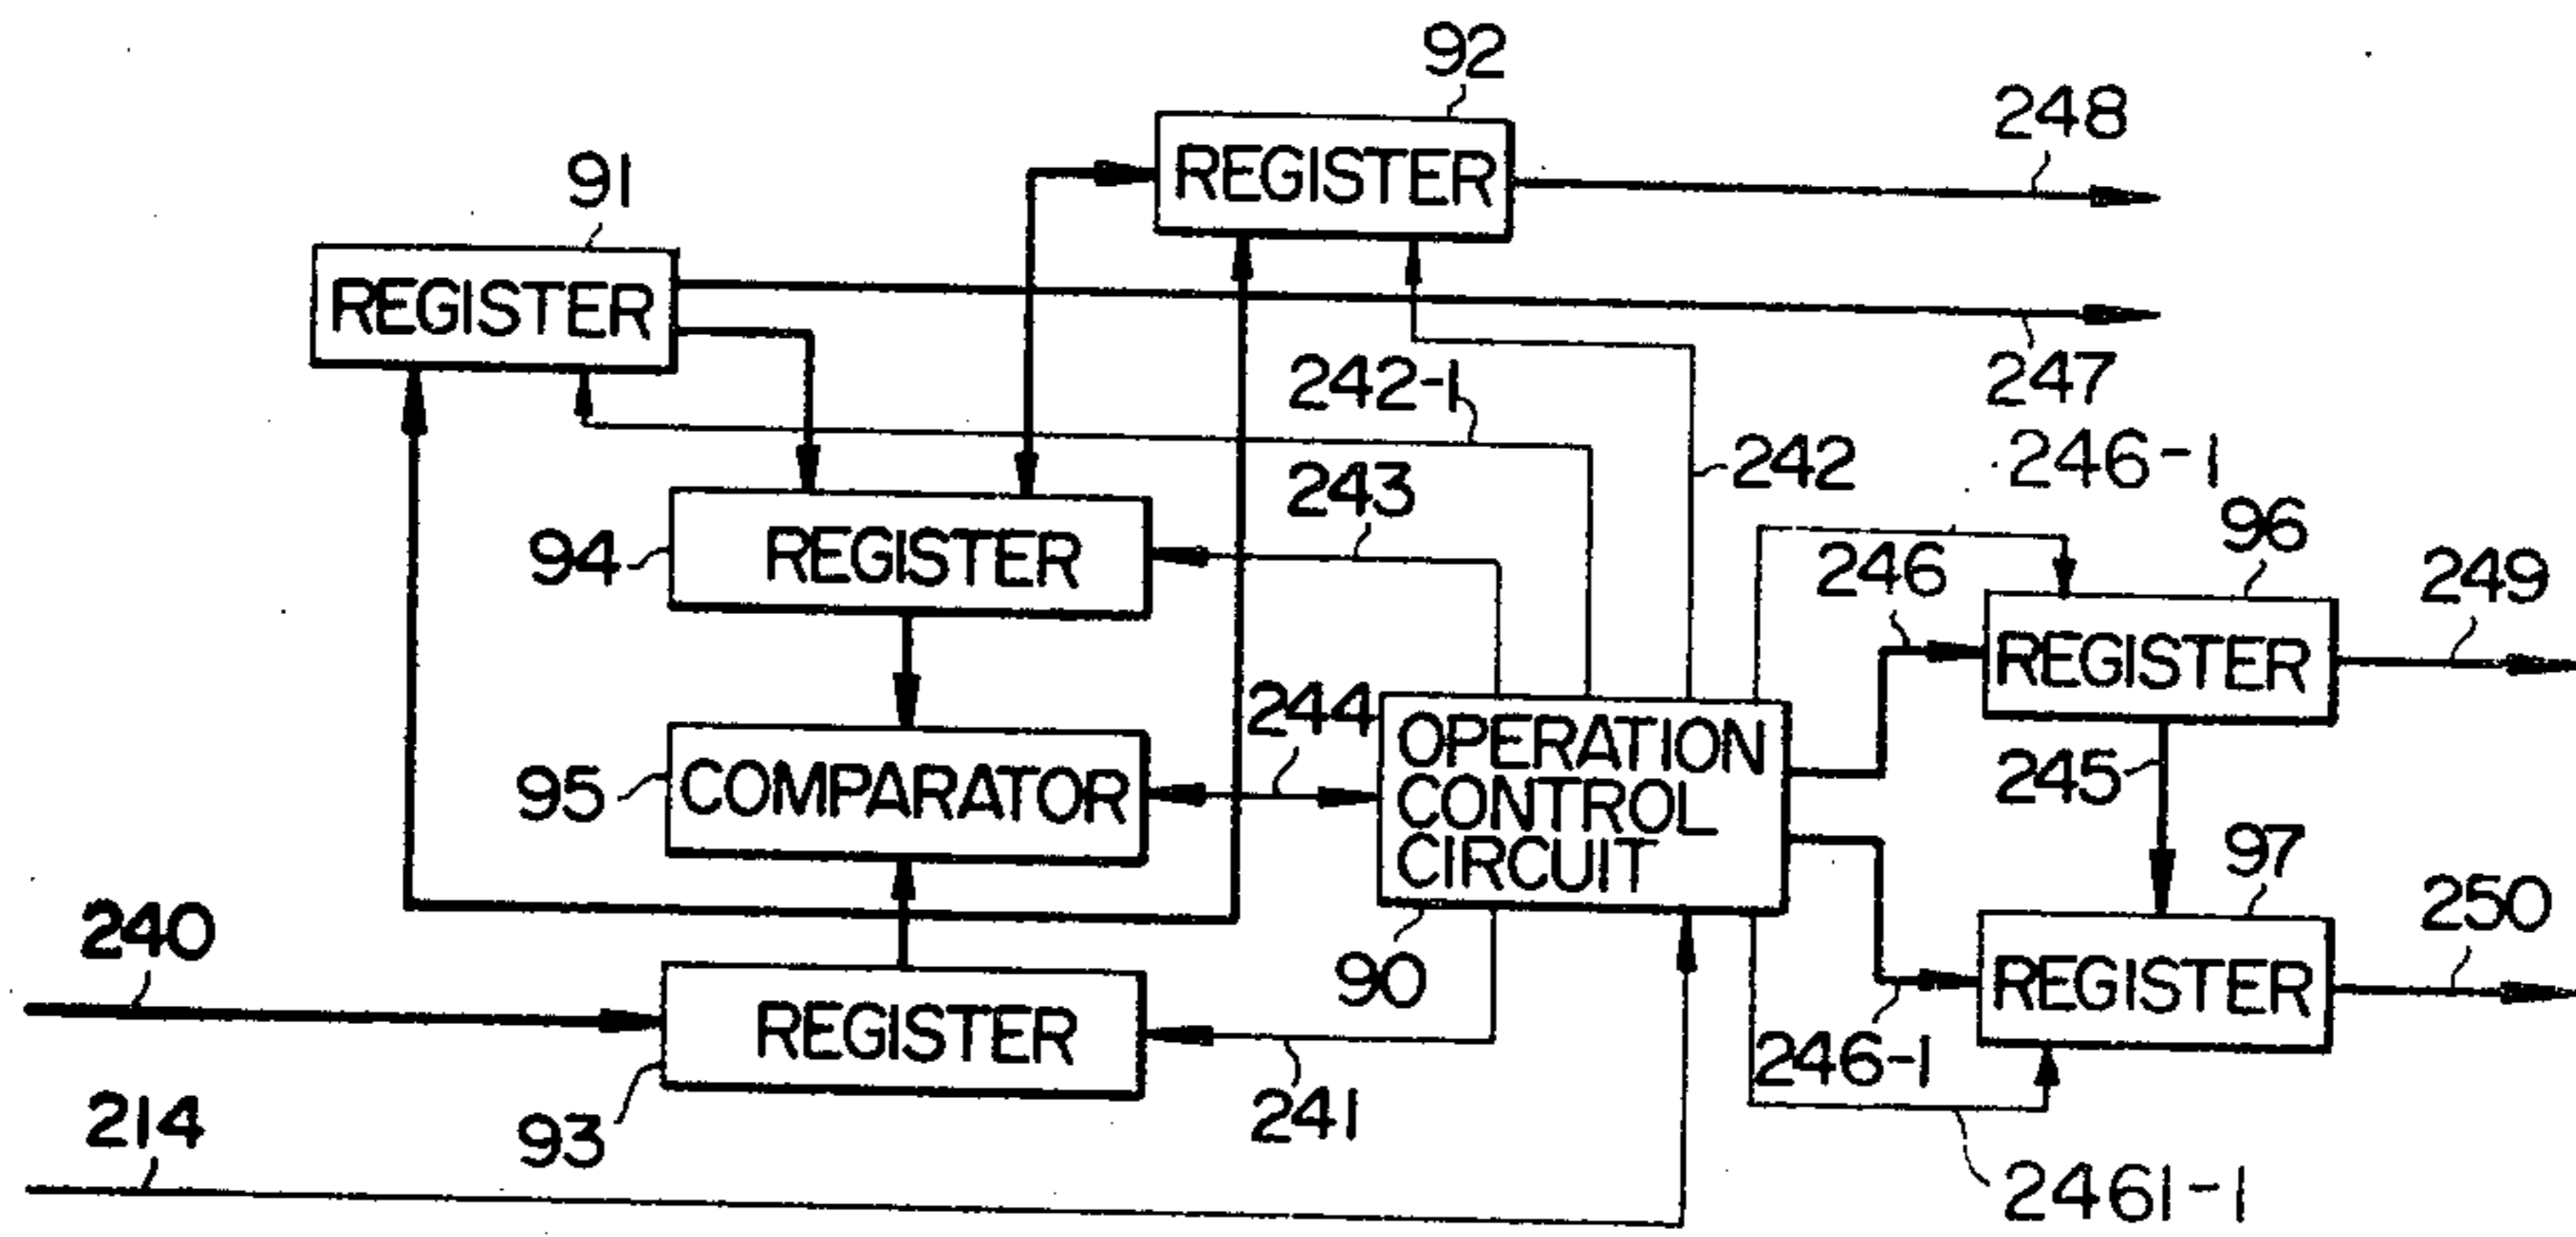 92
248
91
REGISTER
REGISTER
247
242-1
242
246-1
243
96
94
REGISTER
246
249
REGISTER
244
OPERATION
CONTROL
CIRCUIT
245
95
COMPARATOR
97
250
240
90
REGISTER
REGISTER
246-1
93
241
214
2461-1